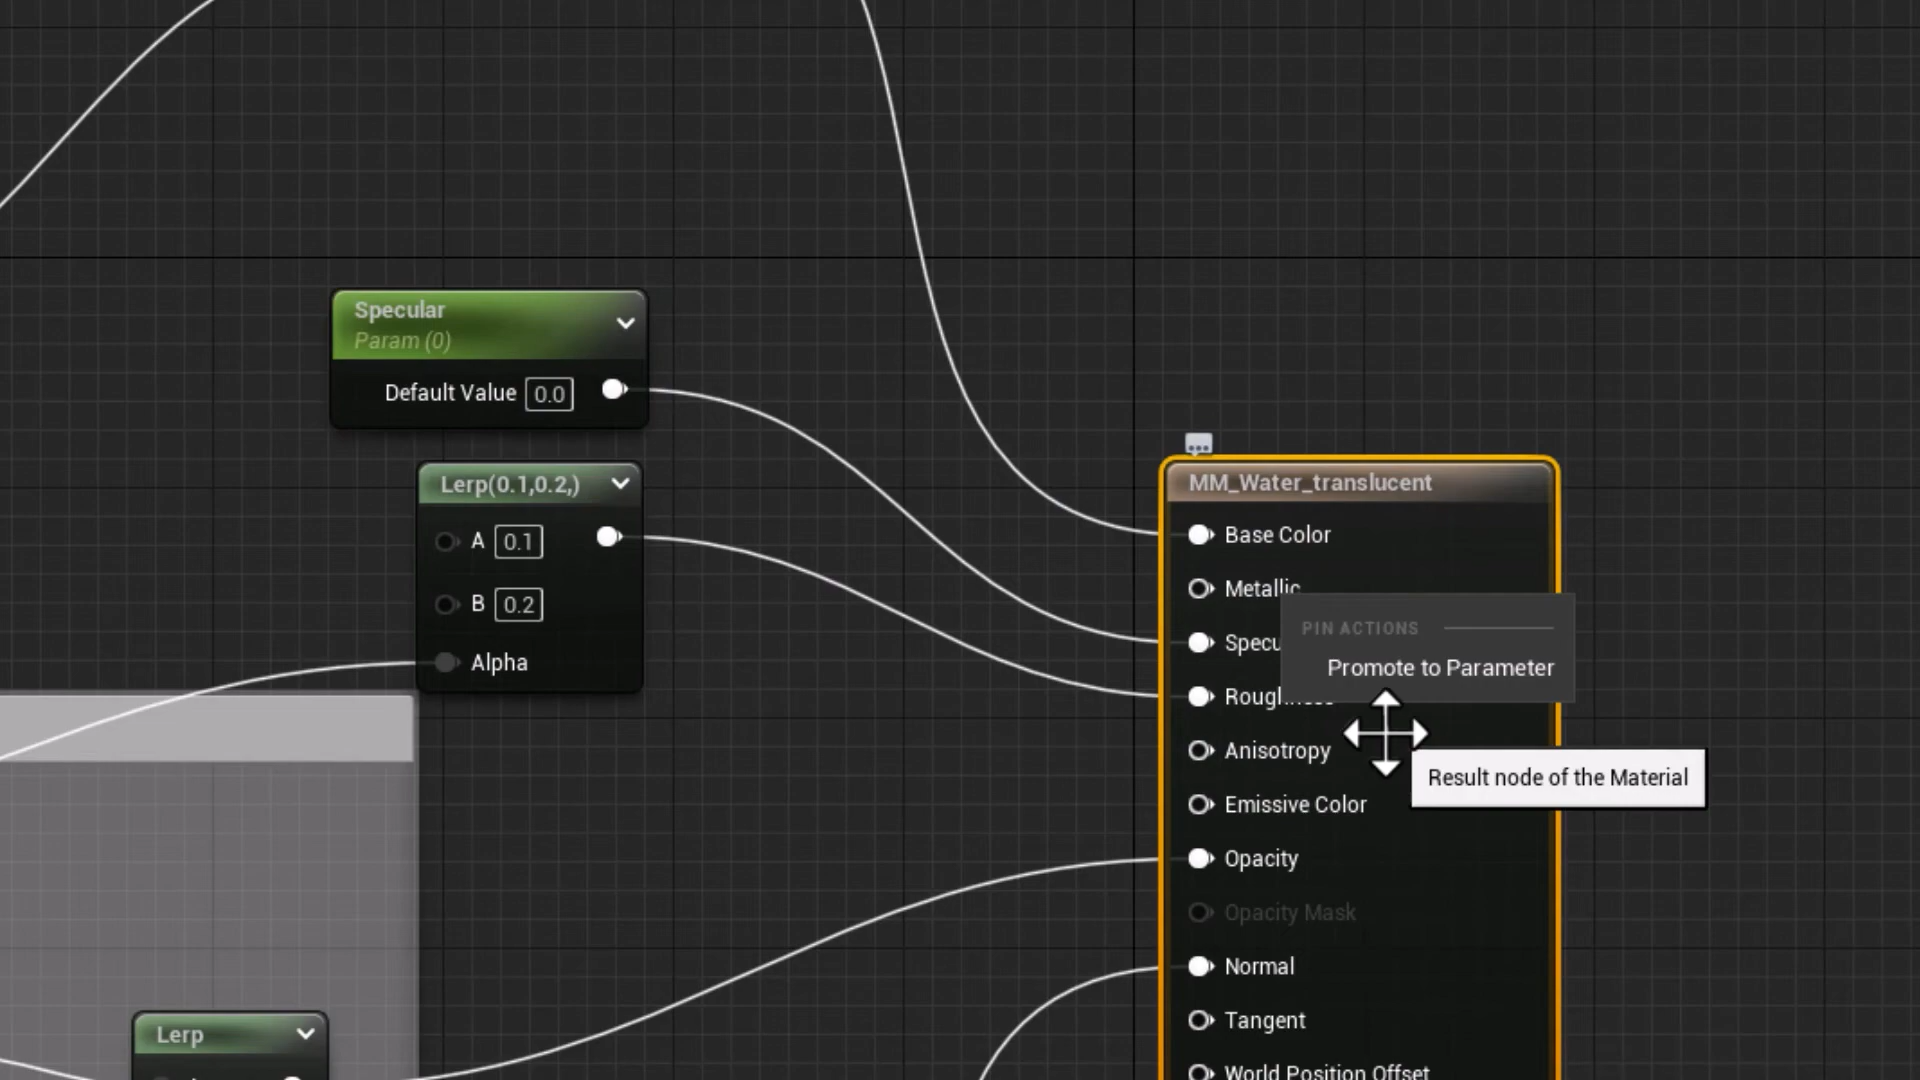 Specular
Param (0)
Default Value 0.0
Lerp(0.1,0.2,)
A 0.1
B 0.2
Alpha
Lerp
MM_Water_translucent
Base Color
Metallic
PIN ACTIONS
Specu
Promote to Parameter
Roughness
Anisotropy
Result node of the Material
Emissive Color
Opacity
Opacity Mask
Normal
Tangent
World Position Offset